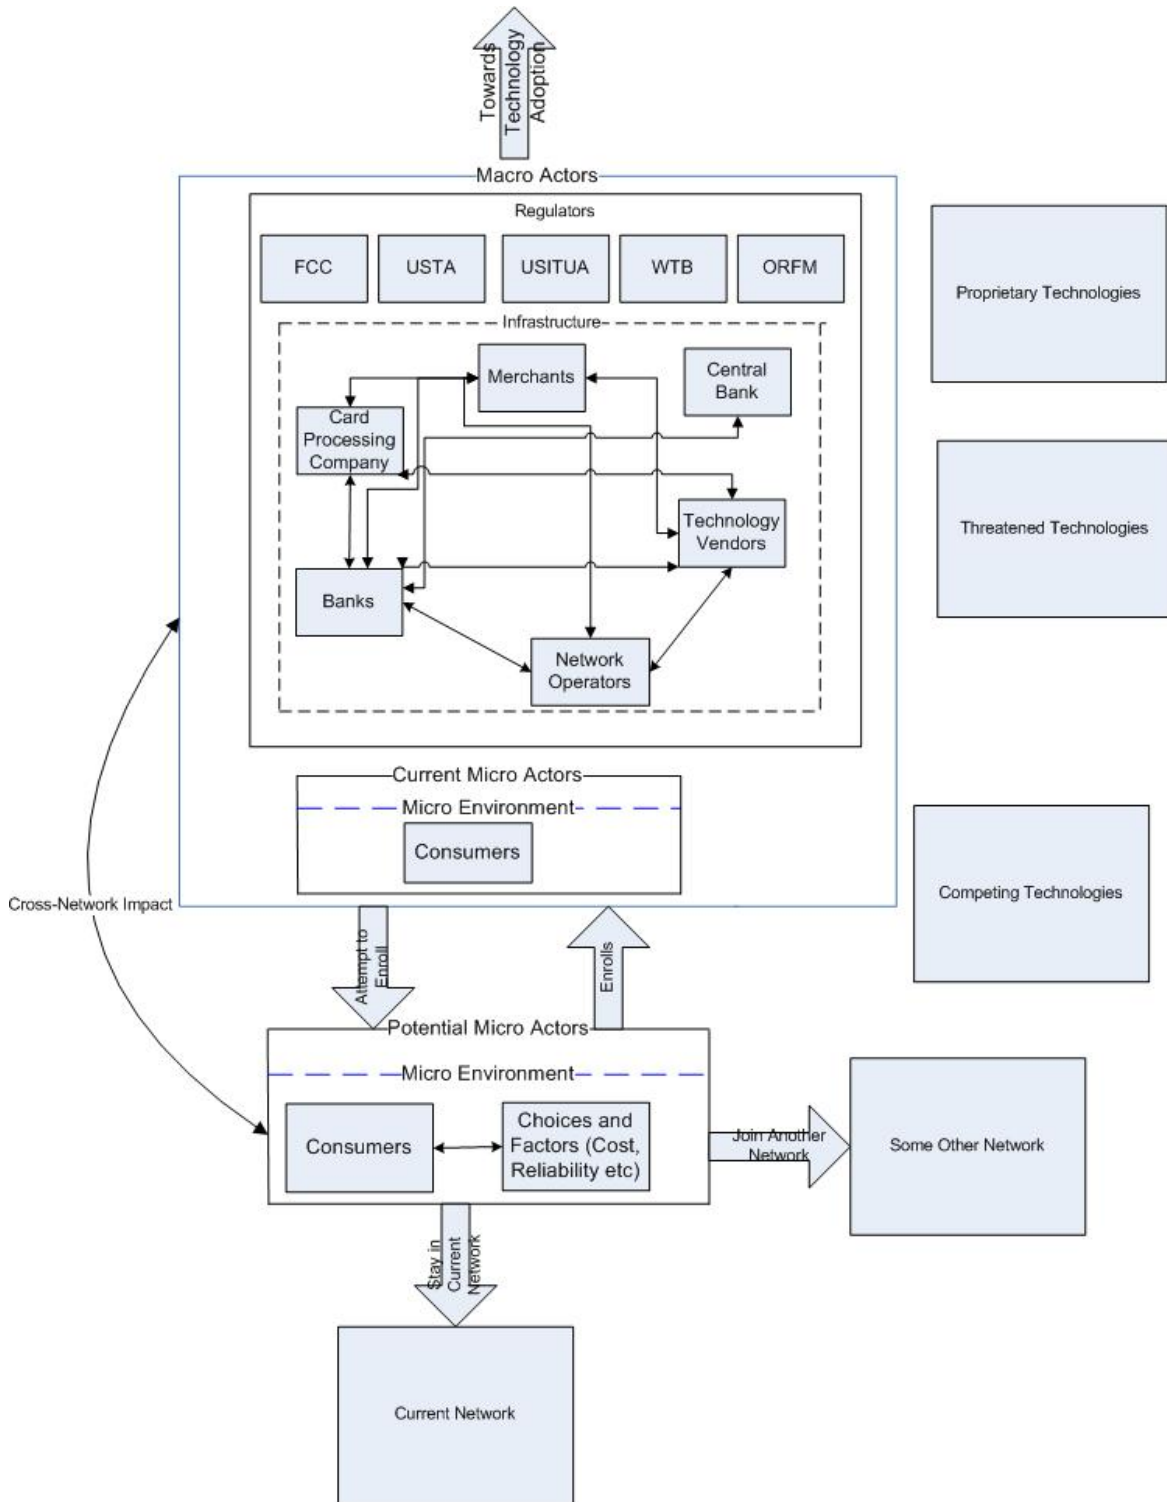 Towards
Technology
Adoption
Macro Actors
Regulators
FCC
USTA
USITUA
WTB
ORFM
Proprietary Technologies
Infrastructure
Merchants
Central
Bank
Card
Processing
Company
Threatened Technologies
Technology
Vendors
Banks
Network
Operators
Current Micro Actors
Micro Environment
Consumers
Competing Technologies
Cross-Network Impact
Attempt to
Enroll
Enrolls
Potential Micro Actors
Micro Environment
Consumers
Choices and
Factors (Cost,
Reliability etc)
Join Another
Network
Some Other Network
Stay in
Current
Network
Current Network